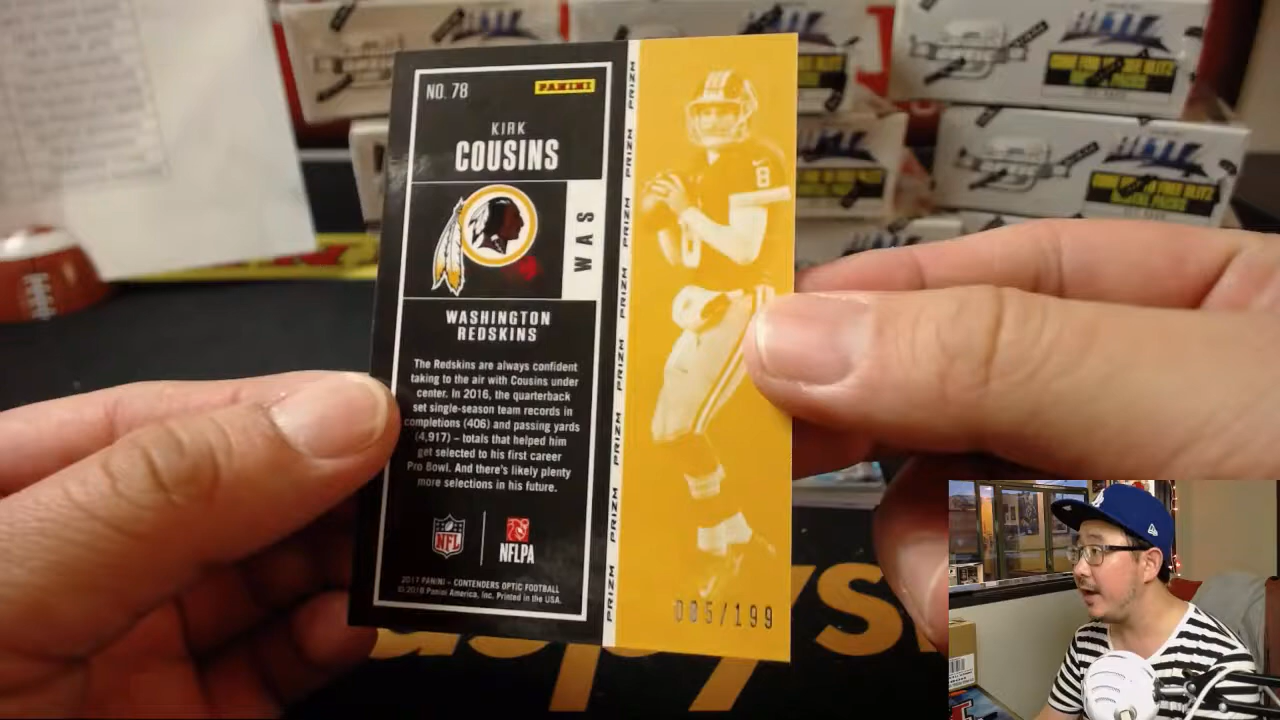 NO. 78
PANINI
KIRK
COUSINS
WAS
WASHINGTON
REDSKINS
The Redskins are always confident
taking to the air with Cousins under
center. In 2016, the quarterback
set single-season team records in
completions (406) and passing yards
(4,917) – totals that helped him
get selected to his first career
Pro Bowl. And there's likely plenty
more selections in his future.
NFL
NFLPA
2017 PANINI – CONTENDERS OPTIC FOOTBALL
© 2018 Panini America, Inc. Printed in the USA.
PRIZM PRIZM PRIZM PRIZM PRIZM PRIZM PRIZM PRIZM
8
005/199